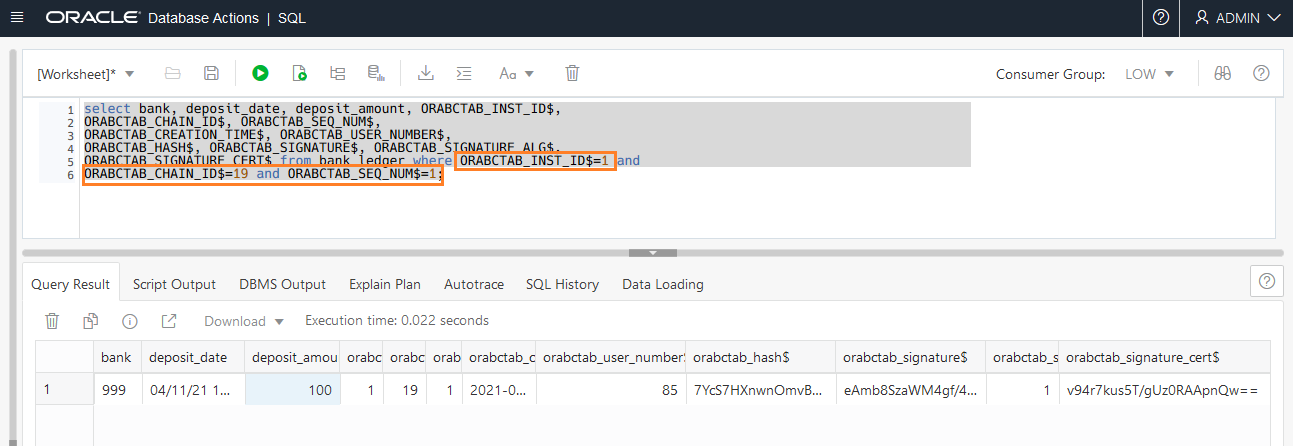 ORACLE Database Actions | SQL
ADMIN
[Worksheet]*
Aa
Consumer Group: LOW
1 select bank, deposit_date, deposit_amount, ORABCTAB_INST_ID$,
2 ORABCTAB_CHAIN_ID$, ORABCTAB_SEQ_NUM$,
3 ORABCTAB_CREATION_TIME$, ORABCTAB_USER_NUMBER$,
4 ORABCTAB_HASH$, ORABCTAB_SIGNATURE$, ORABCTAB_SIGNATURE_ALG$,
5 ORABCTAB_SIGNATURE_CERT$ from bank_ledger where ORABCTAB_INST_ID$=1 and
6 ORABCTAB_CHAIN_ID$=19 and ORABCTAB_SEQ_NUM$=1;
Query Result Script Output DBMS Output Explain Plan Autotrace SQL History Data Loading
Download Execution time: 0.022 seconds
bank deposit_date deposit_amou orabc orabc orab orabctab_c orabctab_user_number$ orabctab_hash$ orabctab_signature$ orabctab_s orabctab_signature_cert$
1 999 04/11/21 1... 100 1 19 1 2021-0... 85 7YcS7HXnwnOmvB... eAmb8SzaWM4gf/4... 1 v94r7kus5T/gUz0RAApnQw==